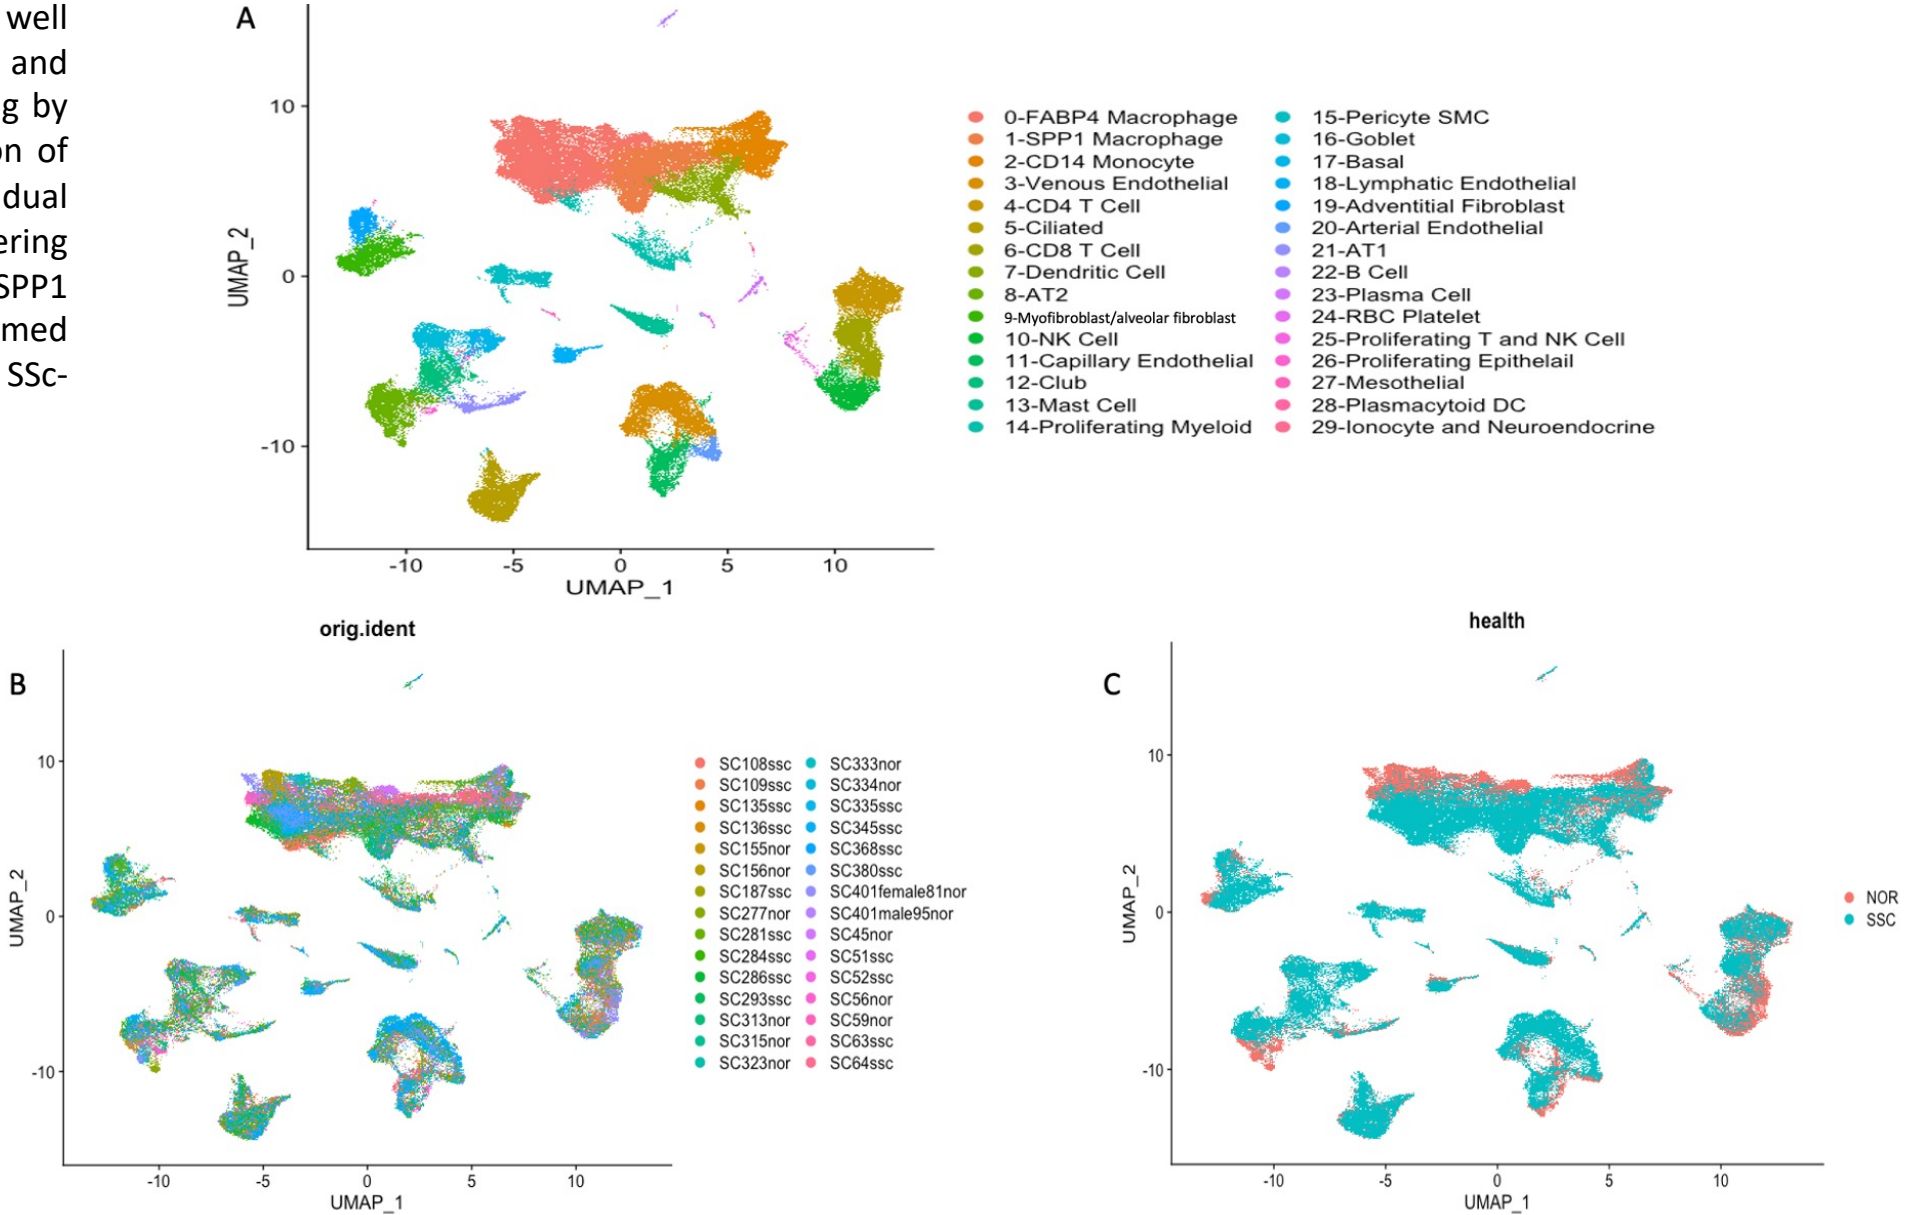 well
and
g by
on of
dual
ering
SPP1
med
SSc-
A
10
0
-10
UMAP_2
-10
-5
0
5
10
UMAP_1
0-FABP4 Macrophage
1-SPP1 Macrophage
2-CD14 Monocyte
3-Venous Endothelial
4-CD4 T Cell
5-Ciliated
6-CD8 T Cell
7-Dendritic Cell
8-AT2
9-Myofibroblast/alveolar fibroblast
10-NK Cell
11-Capillary Endothelial
12-Club
13-Mast Cell
14-Proliferating Myeloid
15-Pericyte SMC
16-Goblet
17-Basal
18-Lymphatic Endothelial
19-Adventitial Fibroblast
20-Arterial Endothelial
21-AT1
22-B Cell
23-Plasma Cell
24-RBC Platelet
25-Proliferating T and NK Cell
26-Proliferating Epithelail
27-Mesothelial
28-Plasmacytoid DC
29-Ionocyte and Neuroendocrine
orig.ident
B
10
0
-10
UMAP_2
-10
-5
0
5
10
UMAP_1
SC108ssc
SC109ssc
SC135ssc
SC136ssc
SC155nor
SC156nor
SC187ssc
SC277nor
SC281ssc
SC284ssc
SC286ssc
SC293ssc
SC313nor
SC315nor
SC323nor
SC333nor
SC334nor
SC335ssc
SC345ssc
SC368ssc
SC380ssc
SC401female81nor
SC401male95nor
SC45nor
SC51ssc
SC52ssc
SC56nor
SC59nor
SC63ssc
SC64ssc
health
C
10
0
-10
UMAP_2
-10
-5
0
5
10
UMAP_1
NOR
SSC